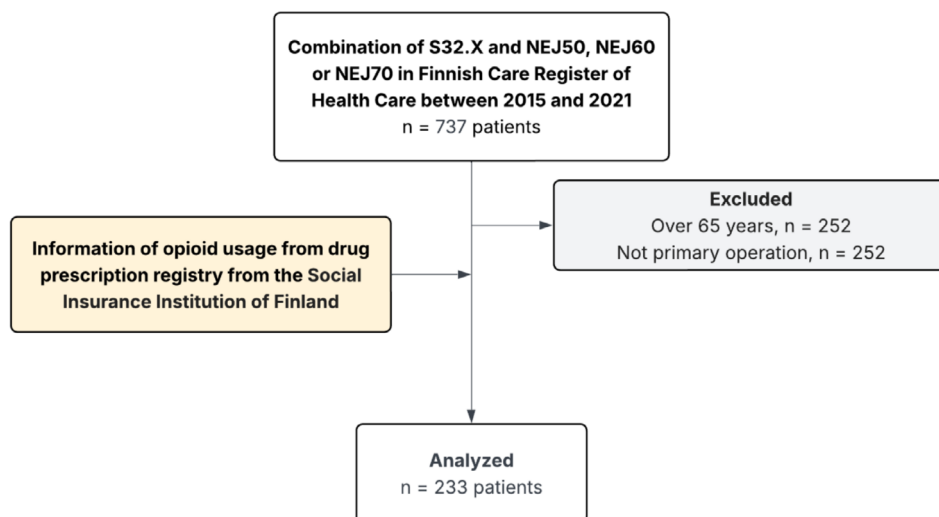 Combination of S32.X and NEJ50, NEJ60
or NEJ70 in Finnish Care Register of
Health Care between 2015 and 2021
n = 737 patients
Excluded
Over 65 years, n = 252
Not primary operation, n = 252
Information of opioid usage from drug
prescription registry from the Social
Insurance Institution of Finland
Analyzed
n = 233 patients